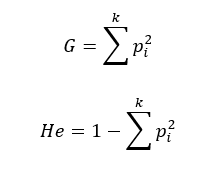 G = ∑^k p_i^2
He = 1 − ∑^k p_i^2